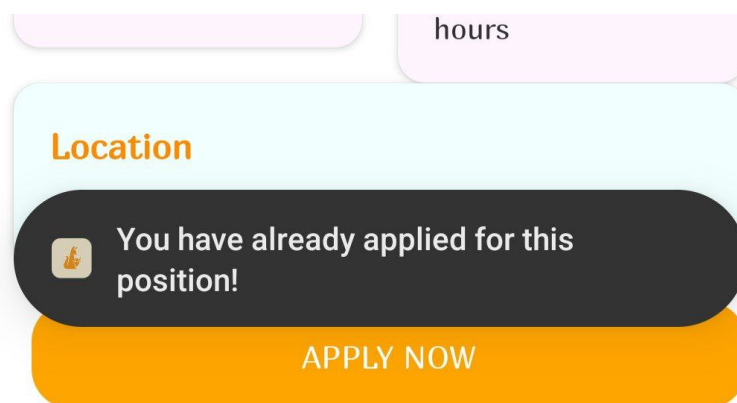 hours
Location
You have already applied for this
position!
APPLY NOW